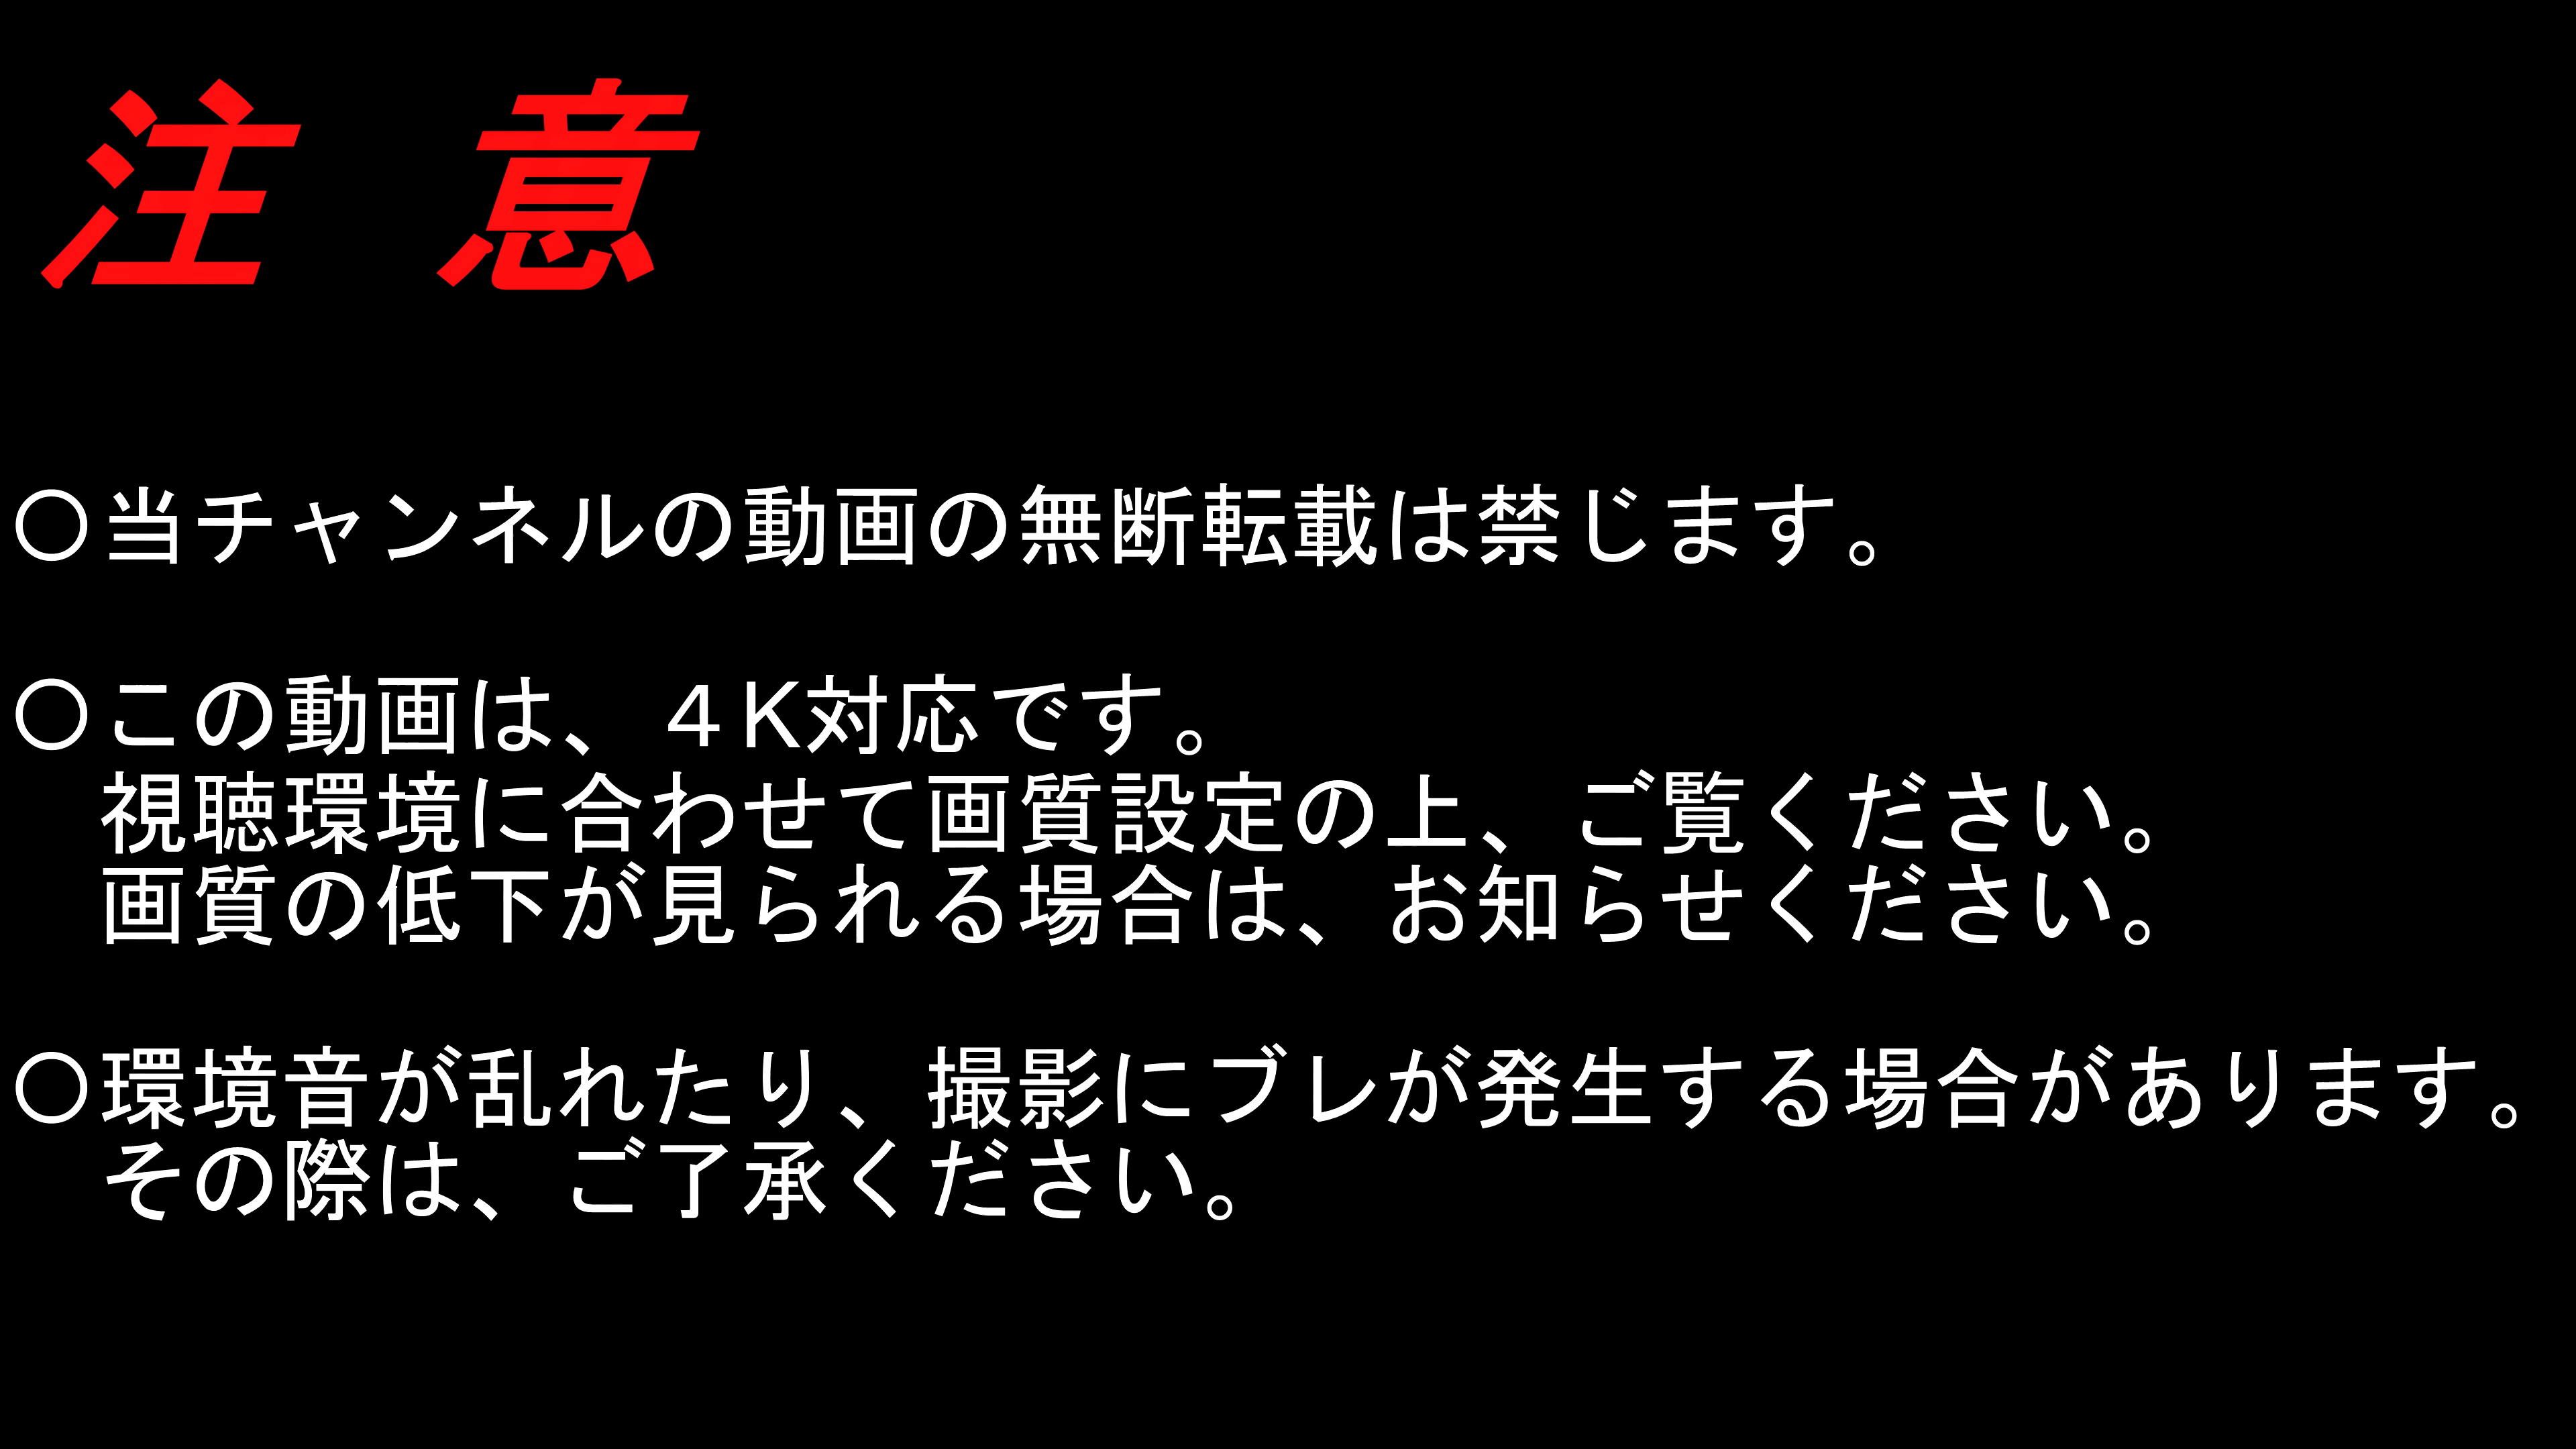 注　意
○当チャンネルの動画の無断転載は禁じます。
○この動画は、４Ｋ対応です。
視聴環境に合わせて画質設定の上、ご覧ください。
画質の低下が見られる場合は、お知らせください。
○環境音が乱れたり、撮影にブレが発生する場合があります。
その際は、ご了承ください。